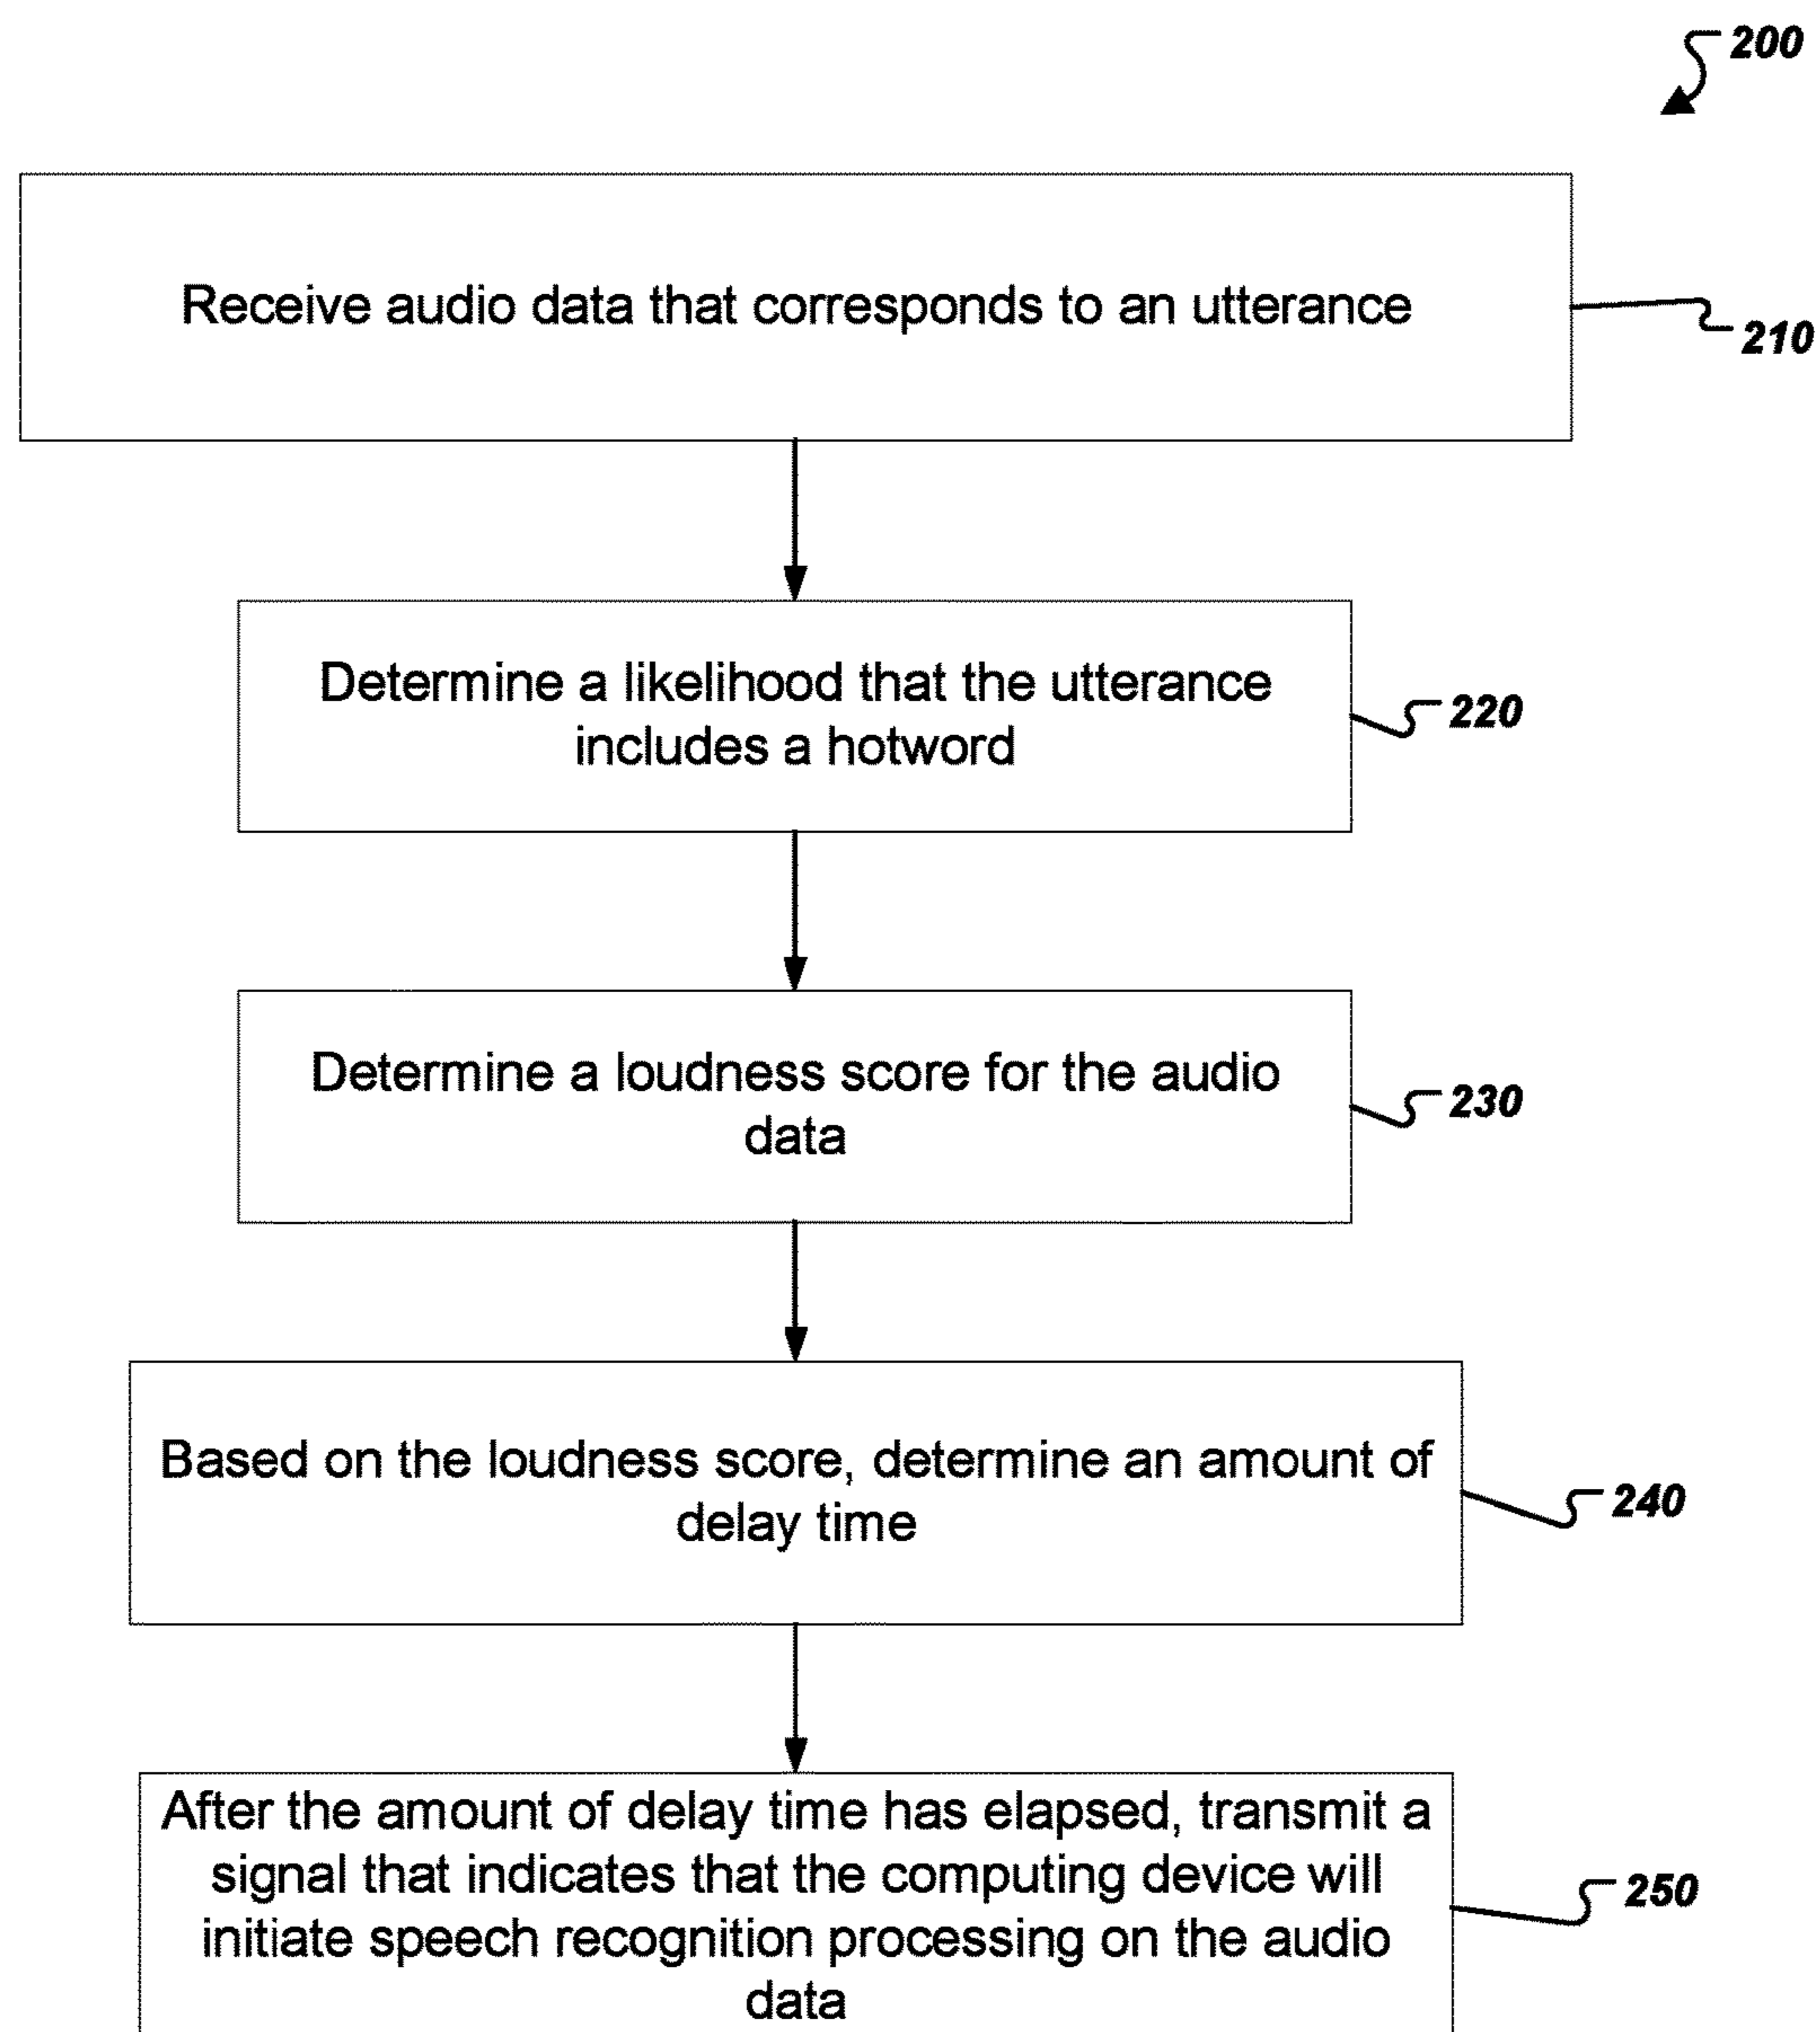 200
Receive audio data that corresponds to an utterance
210
Determine a likelihood that the utterance
includes a hotword
220
Determine a loudness score for the audio
data
230
Based on the loudness score, determine an amount of
delay time
240
After the amount of delay time has elapsed, transmit a
signal that indicates that the computing device will
initiate speech recognition processing on the audio
data
250